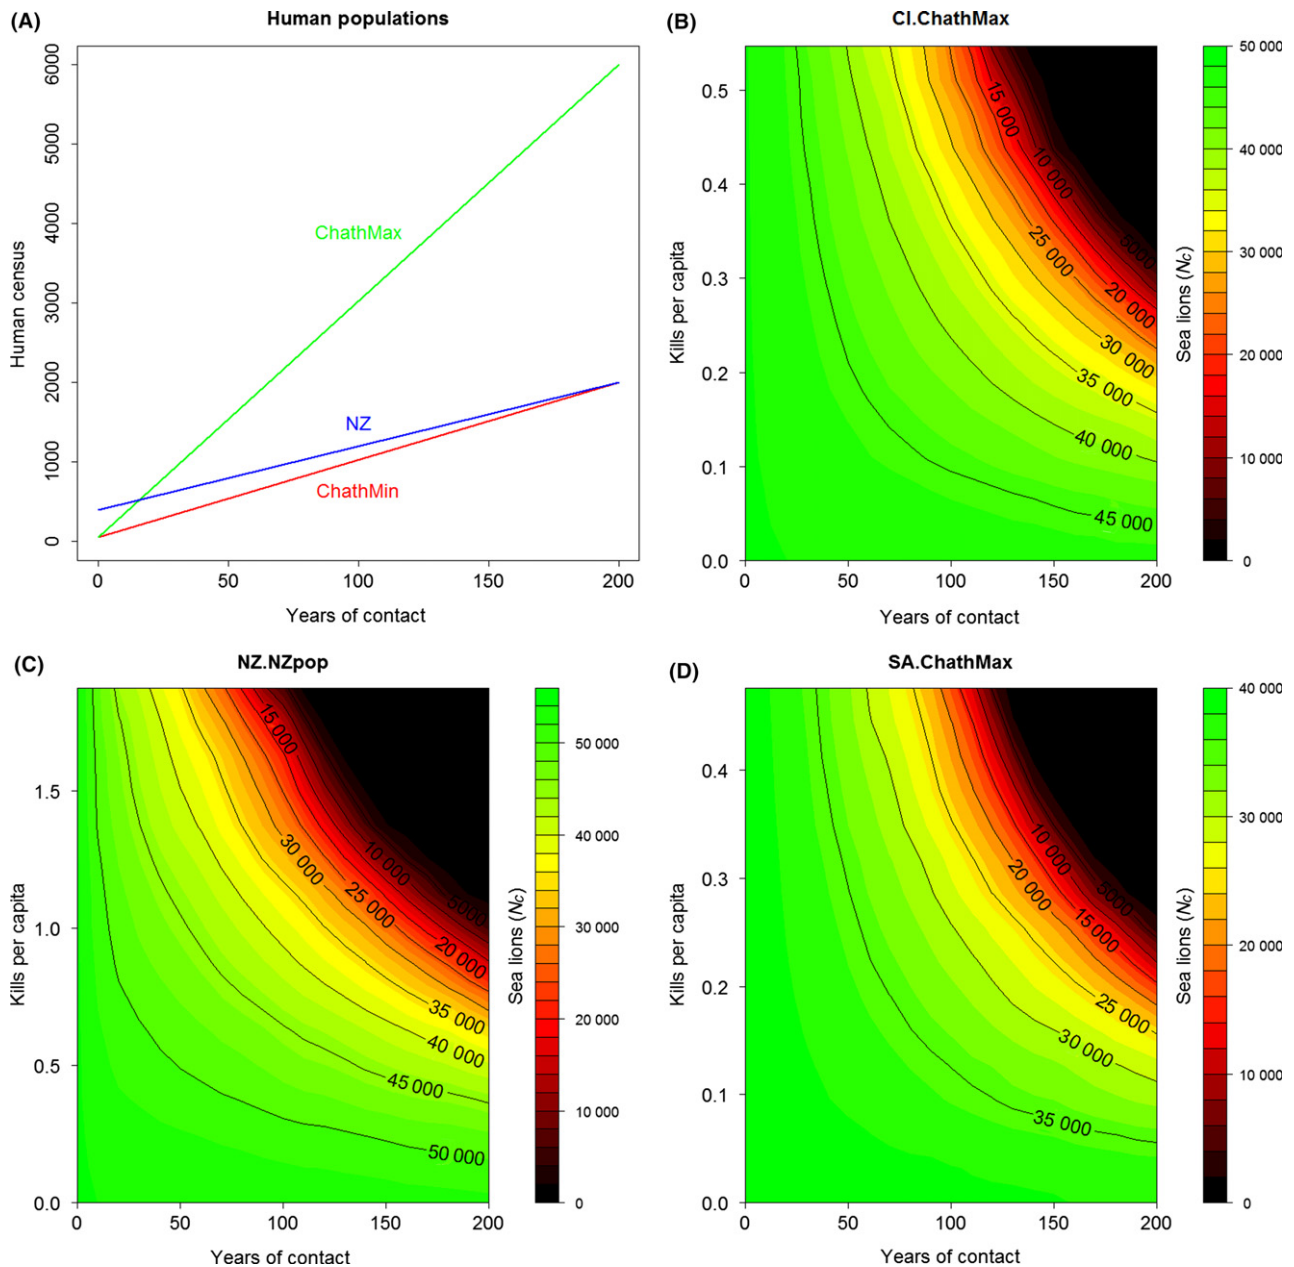 (A)
Human populations
6000
5000
4000
3000
2000
1000
0
Human census
ChathMax
NZ
ChathMin
0 50 100 150 200
Years of contact
(B)
CI.ChathMax
0.5
0.4
0.3
0.2
0.1
0.0
Kills per capita
15 000
10 000
5000
25 000
20 000
30 000
35 000
40 000
45 000
0 50 100 150 200
Years of contact
Sea lions (Nc)
50 000
40 000
30 000
20 000
10 000
0
(C)
NZ.NZpop
1.5
1.0
0.5
0.0
Kills per capita
15 000
10 000
5000
30 000
25 000
20 000
35 000
40 000
45 000
50 000
0 50 100 150 200
Years of contact
Sea lions (Nc)
50 000
40 000
30 000
20 000
10 000
0
(D)
SA.ChathMax
0.4
0.3
0.2
0.1
0.0
Kills per capita
10 000
5000
20 000
15 000
25 000
30 000
35 000
0 50 100 150 200
Years of contact
Sea lions (Nc)
40 000
30 000
20 000
10 000
0